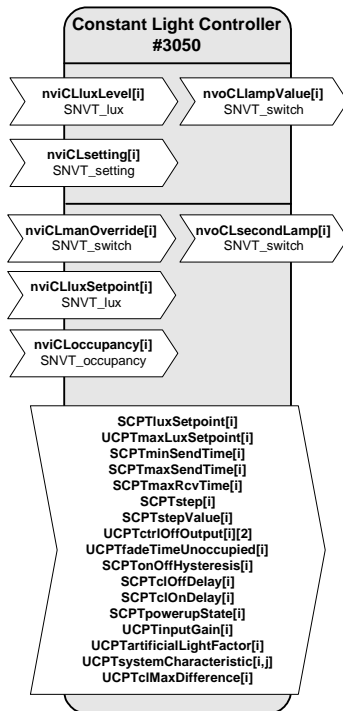 Constant Light Controller
#3050
nviCLluxLevel[i]
SNVT_lux
nvoCLlampValue[i]
SNVT_switch
nviCLsetting[i]
SNVT_setting
nviCLmanOverride[i]
SNVT_switch
nvoCLsecondLamp[i]
SNVT_switch
nviCLluxSetpoint[i]
SNVT_lux
nviCLoccupancy[i]
SNVT_occupancy
SCPTluxSetpoint[i]
UCPTmaxLuxSetpoint[i]
SCPTminSendTime[i]
SCPTmaxSendTime[i]
SCPTmaxRcvTime[i]
SCPTstep[i]
SCPTstepValue[i]
UCPTctrlOffOutput[i][2]
UCPTfadeTimeUnoccupied[i]
SCPTonOffHysteresis[i]
SCPTclOffDelay[i]
SCPTclOnDelay[i]
SCPTpowerupState[i]
UCPTinputGain[i]
UCPTartificialLightFactor[i]
UCPTsystemCharacteristic[i,j]
UCPTclMaxDifference[i]